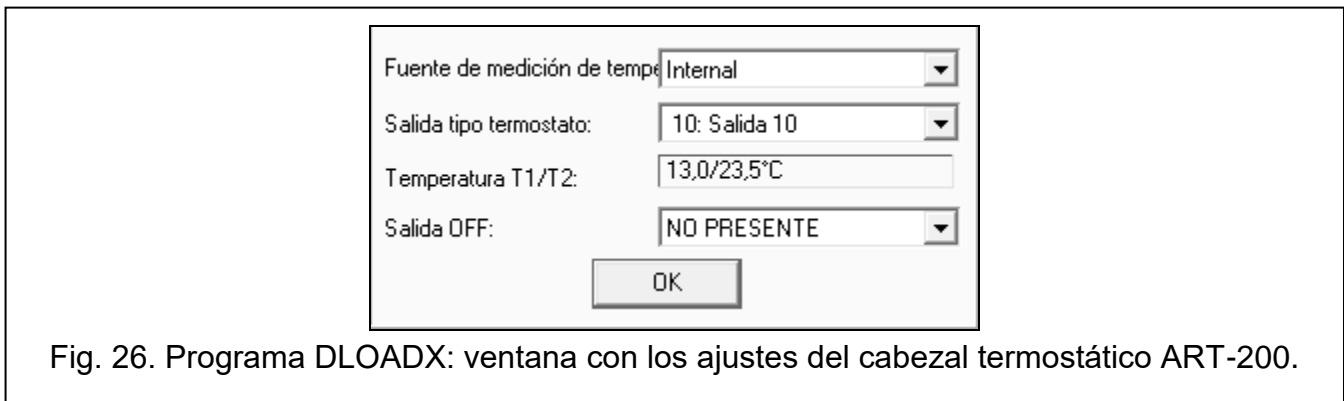 Fuente de medición de tempe Internal
Salida tipo termostato: 10: Salida 10
Temperatura T1/T2: 13,0/23,5°C
Salida OFF: NO PRESENTE
OK
Fig. 26. Programa DLOADX: ventana con los ajustes del cabezal termostático ART-200.